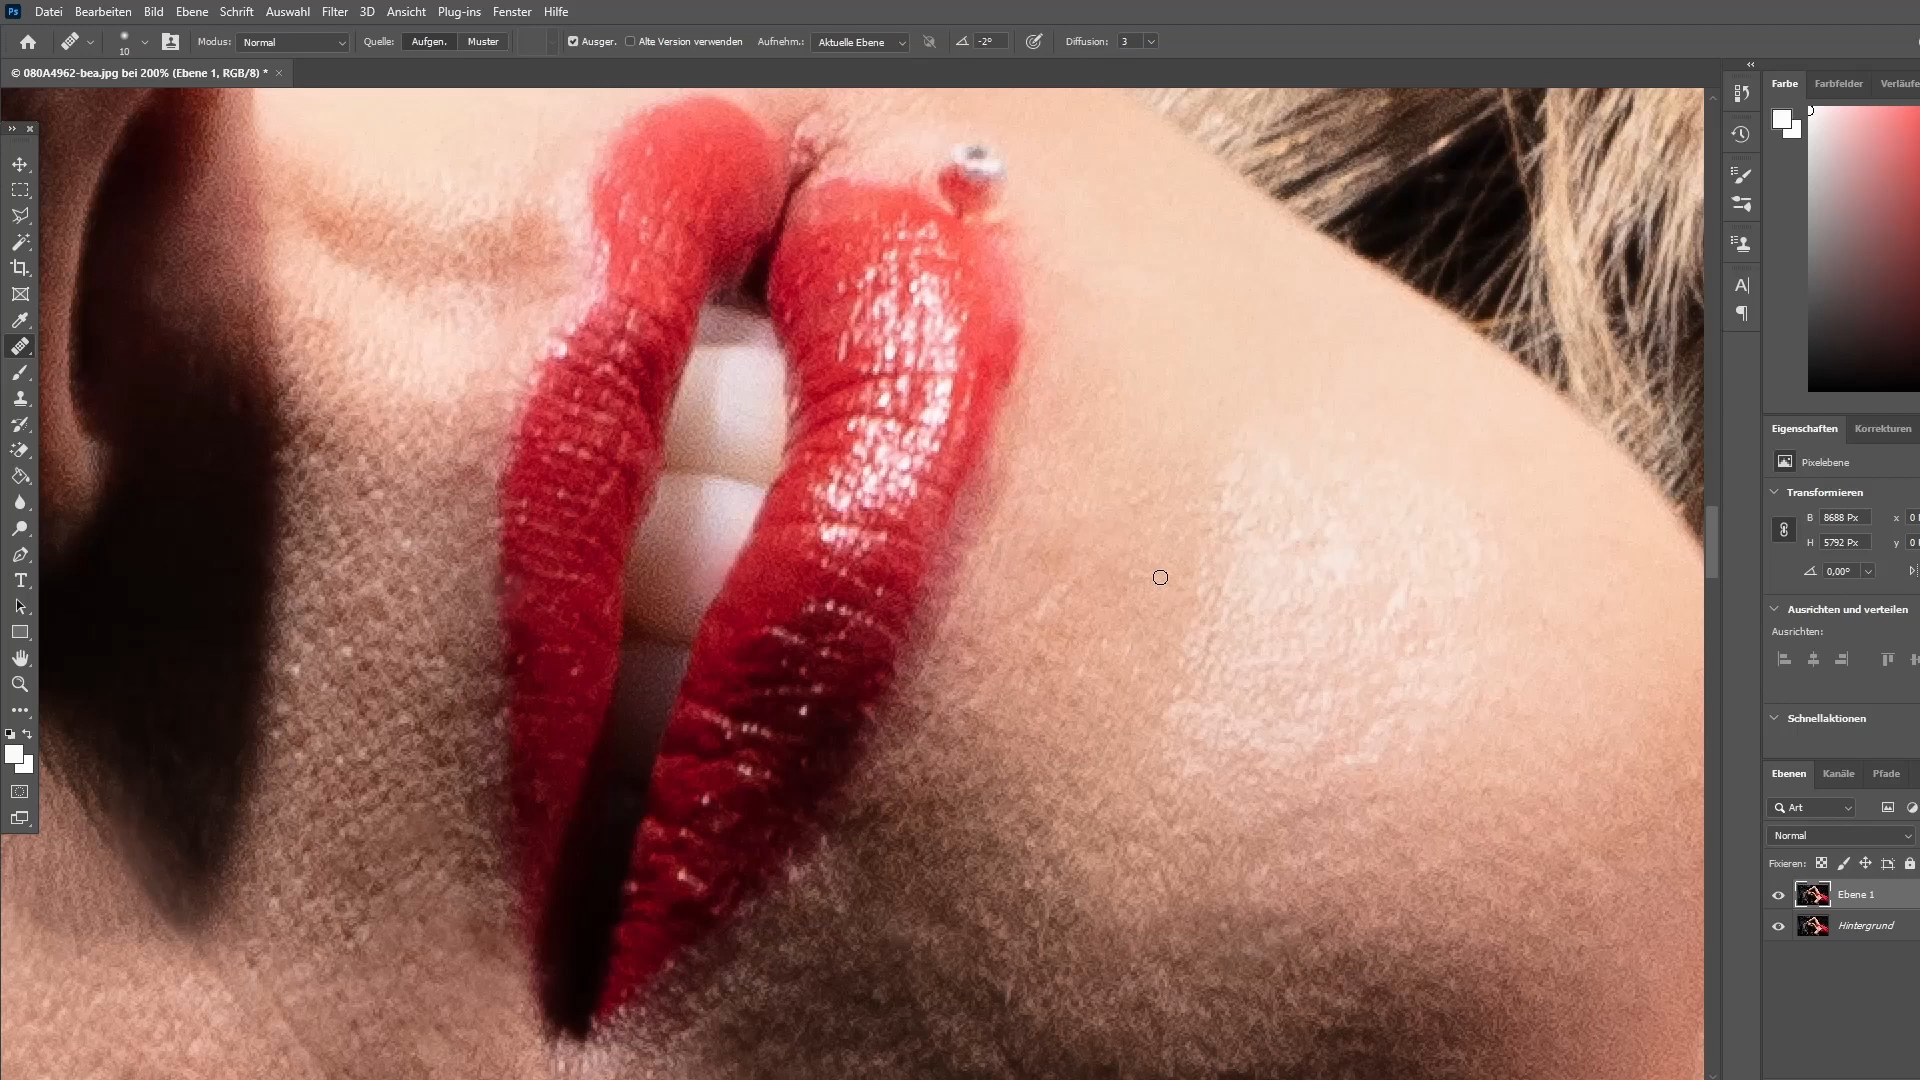 Ps Datei Bearbeiten Bild Ebene Schrift Auswahl Filter 3D Ansicht Plug-ins Fenster Hilfe
10 Modus: Normal Quelle: Aufgen. Muster Ausger. Alte Version verwenden Aufnehm.: Aktuelle Ebene -2° Diffusion: 3
© 080A4962-bea.jpg bei 200% (Ebene 1, RGB/8) * ×
Farbe Farbfelder Verläufe
Eigenschaften Korrekturen
Pixelebene
Transformieren
B 8688 Px x 0
H 5792 Px y 0
0,00°
Ausrichten und verteilen
Ausrichten:
Schnellaktionen
Ebenen Kanäle Pfade
Art
Normal
Fixieren:
Ebene 1
Hintergrund